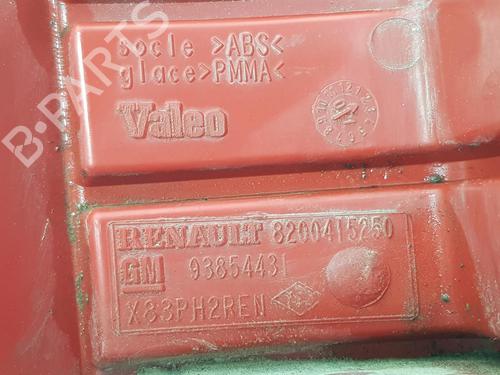 B-PARTS
socle >ABS<
glace >PMMA<
Valeo
RENAULT 8200415250
GM 93854431
X83PH2REN